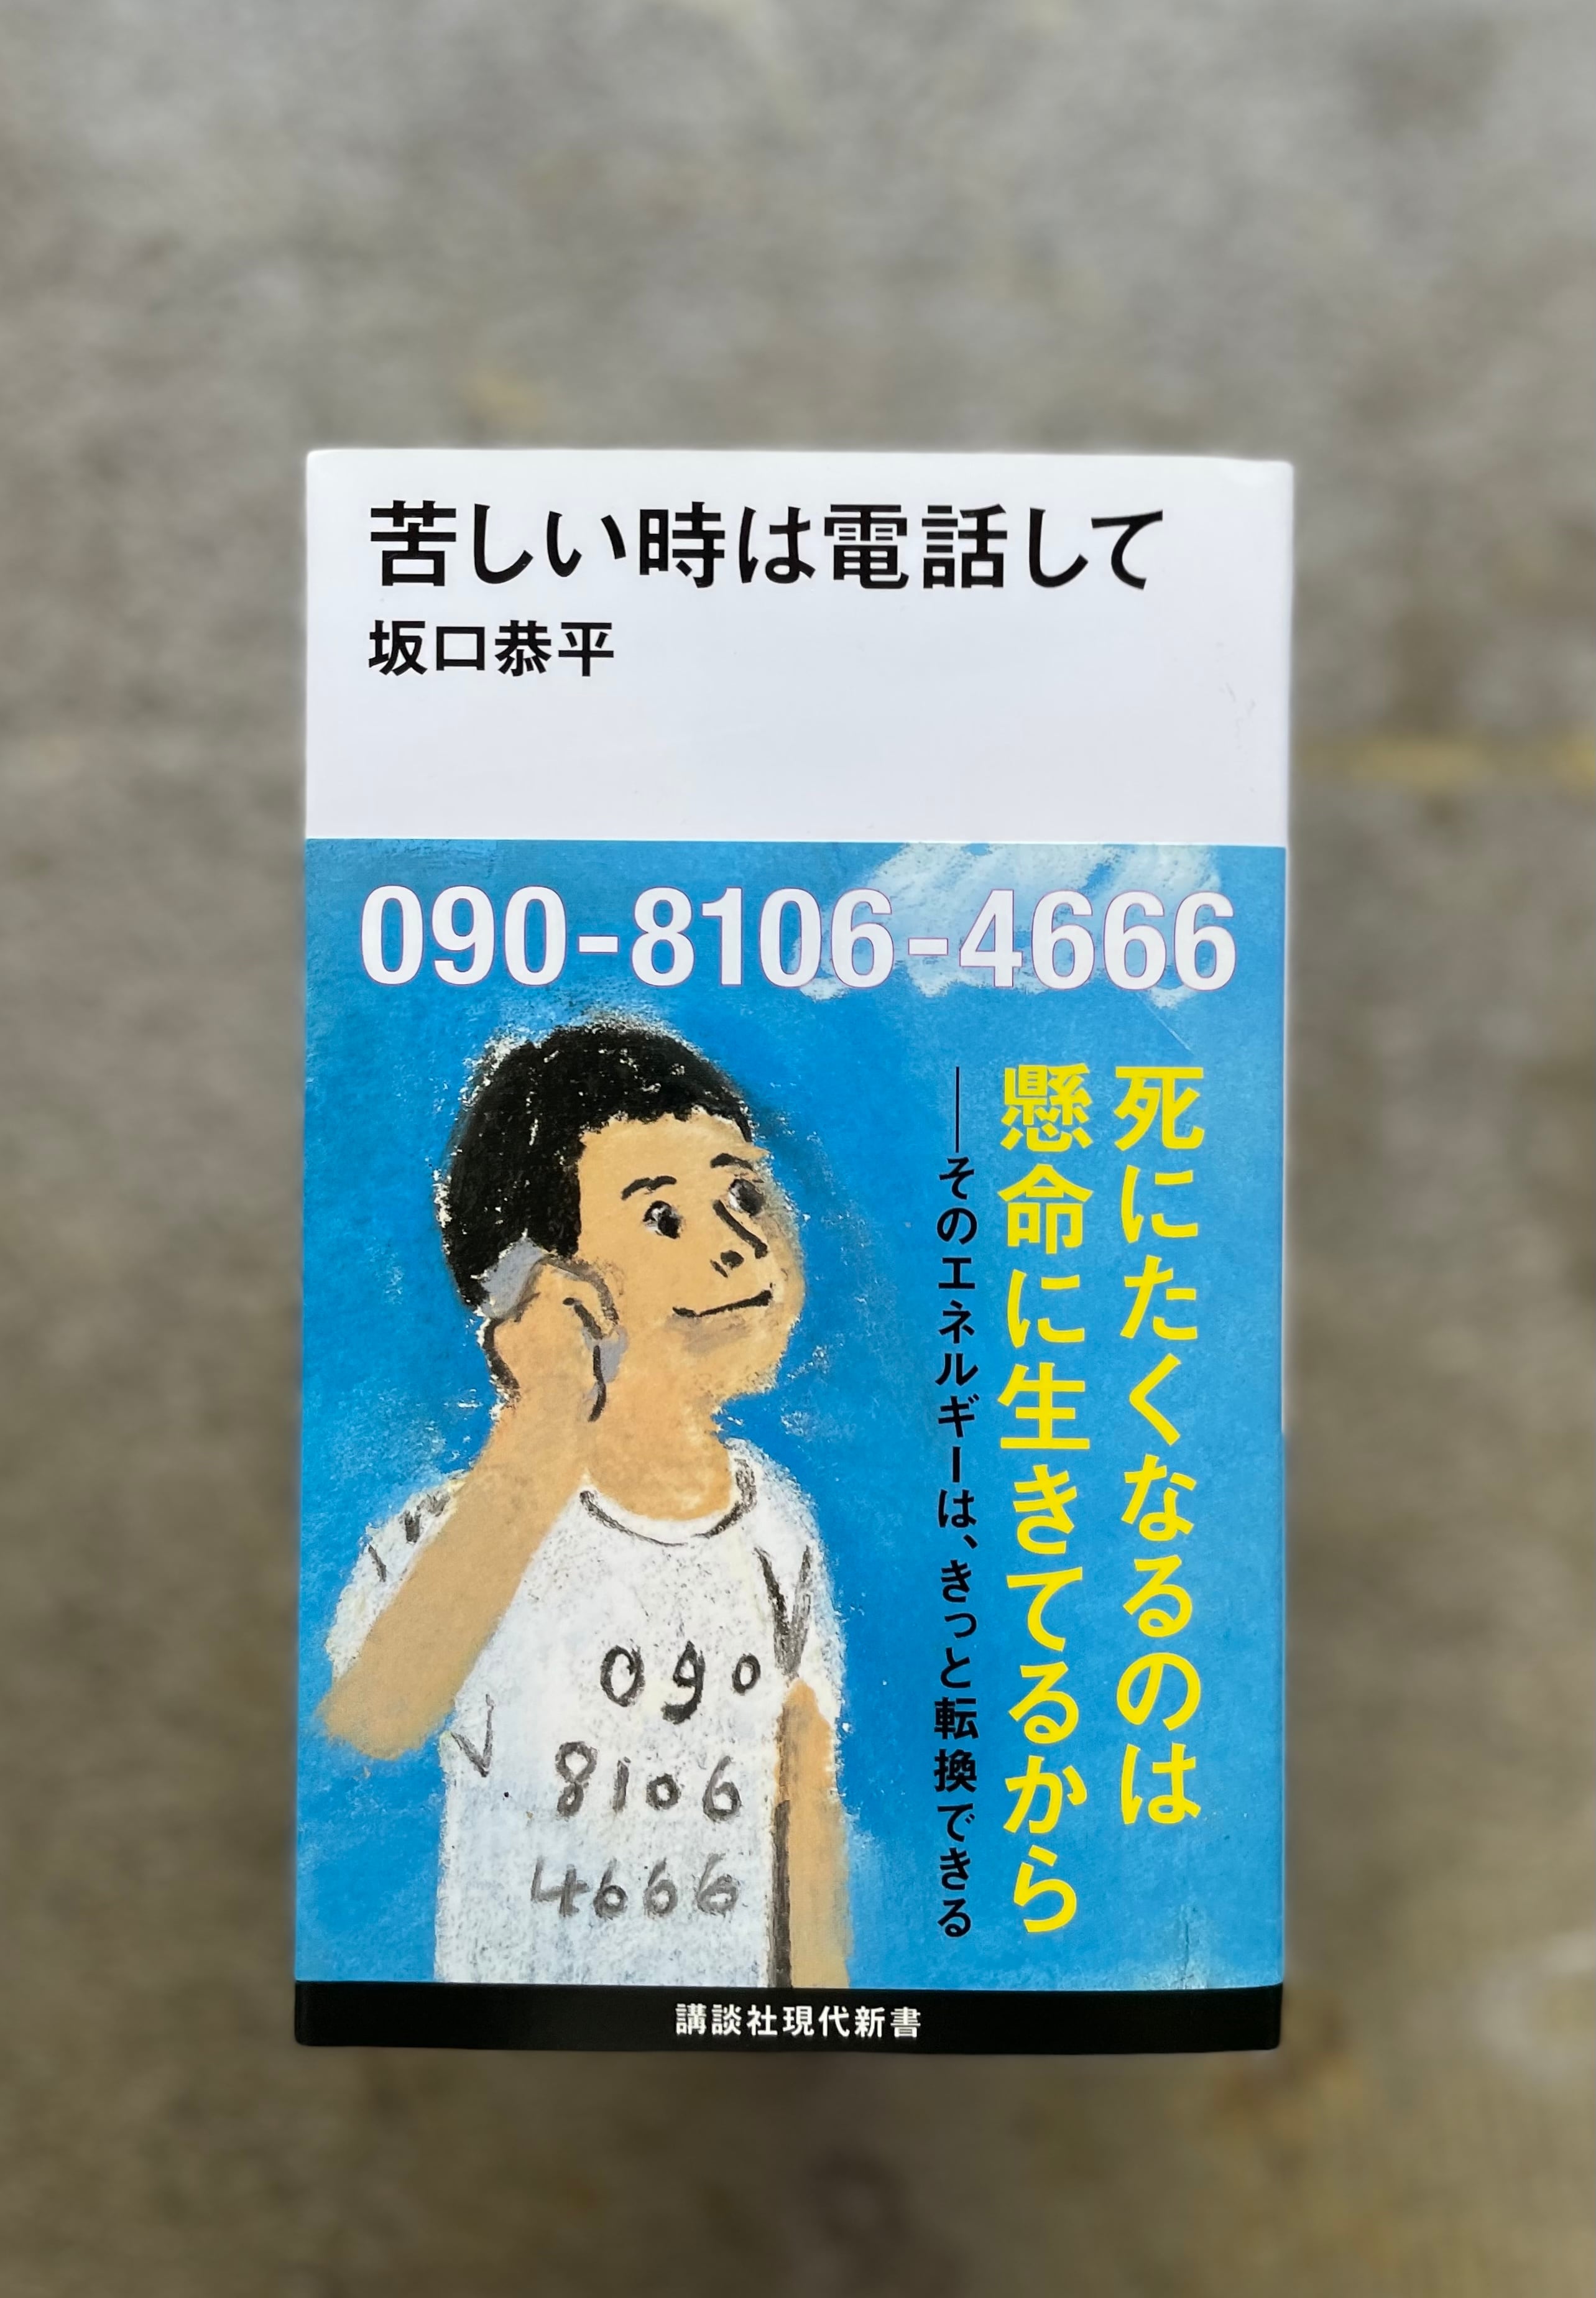 苦しい時は電話して
坂口恭平
090-8106-4666
死にたくなるのは
懸命に生きてるから
──そのエネルギーは、きっと転換できる
090
8106
4666
講談社現代新書